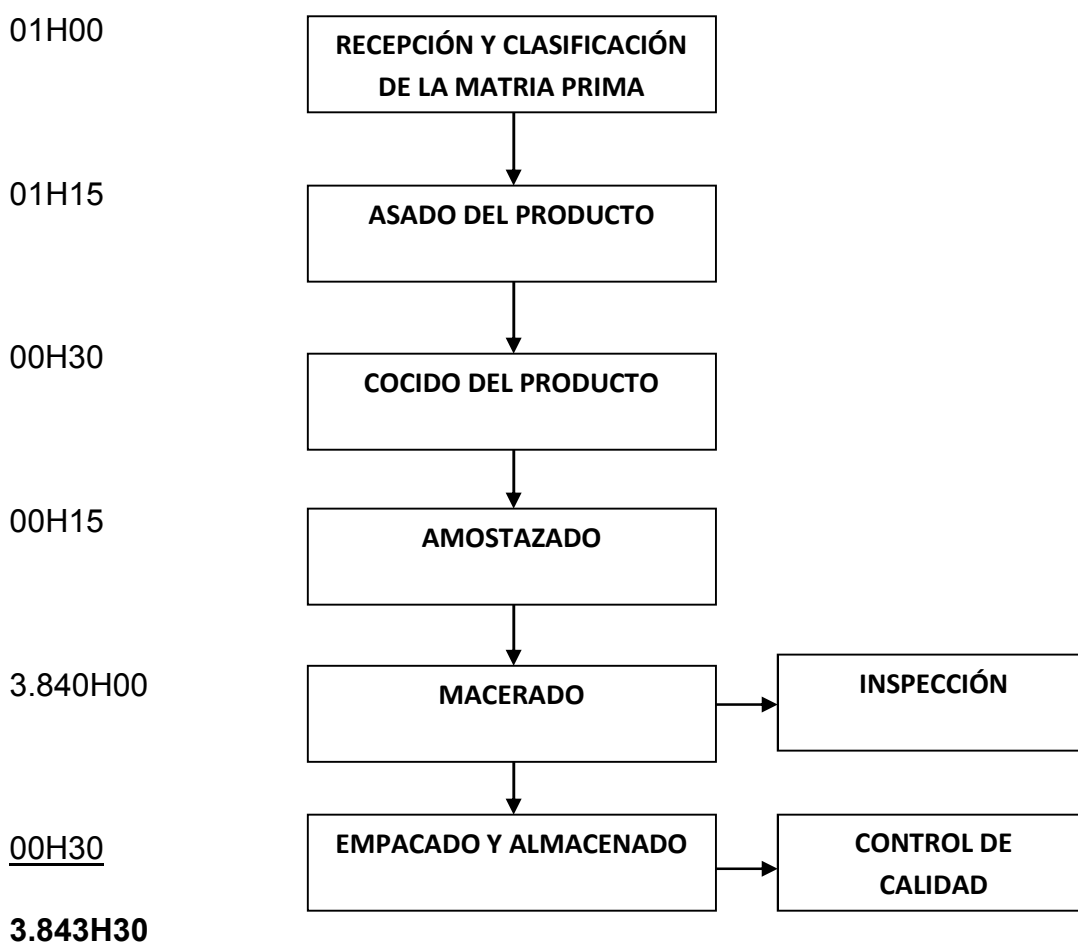 01H00
RECEPCIÓN Y CLASIFICACIÓN
DE LA MATRIA PRIMA
01H15
ASADO DEL PRODUCTO
00H30
COCIDO DEL PRODUCTO
00H15
AMOSTAZADO
3.840H00
MACERADO
INSPECCIÓN
00H30
EMPACADO Y ALMACENADO
CONTROL DE
CALIDAD
3.843H30